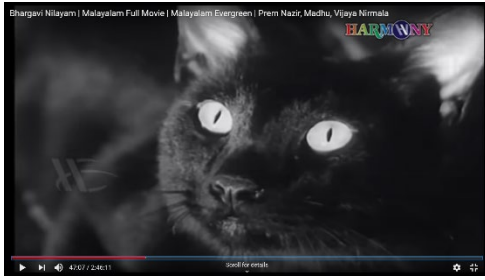 Bhargavi Nilayam | Malayalam Full Movie | Malayalam Evergreen | Prem Nazir, Madhu, Vijaya Nirmala
HARMONY
47:07 / 2:46:11
Scroll for details